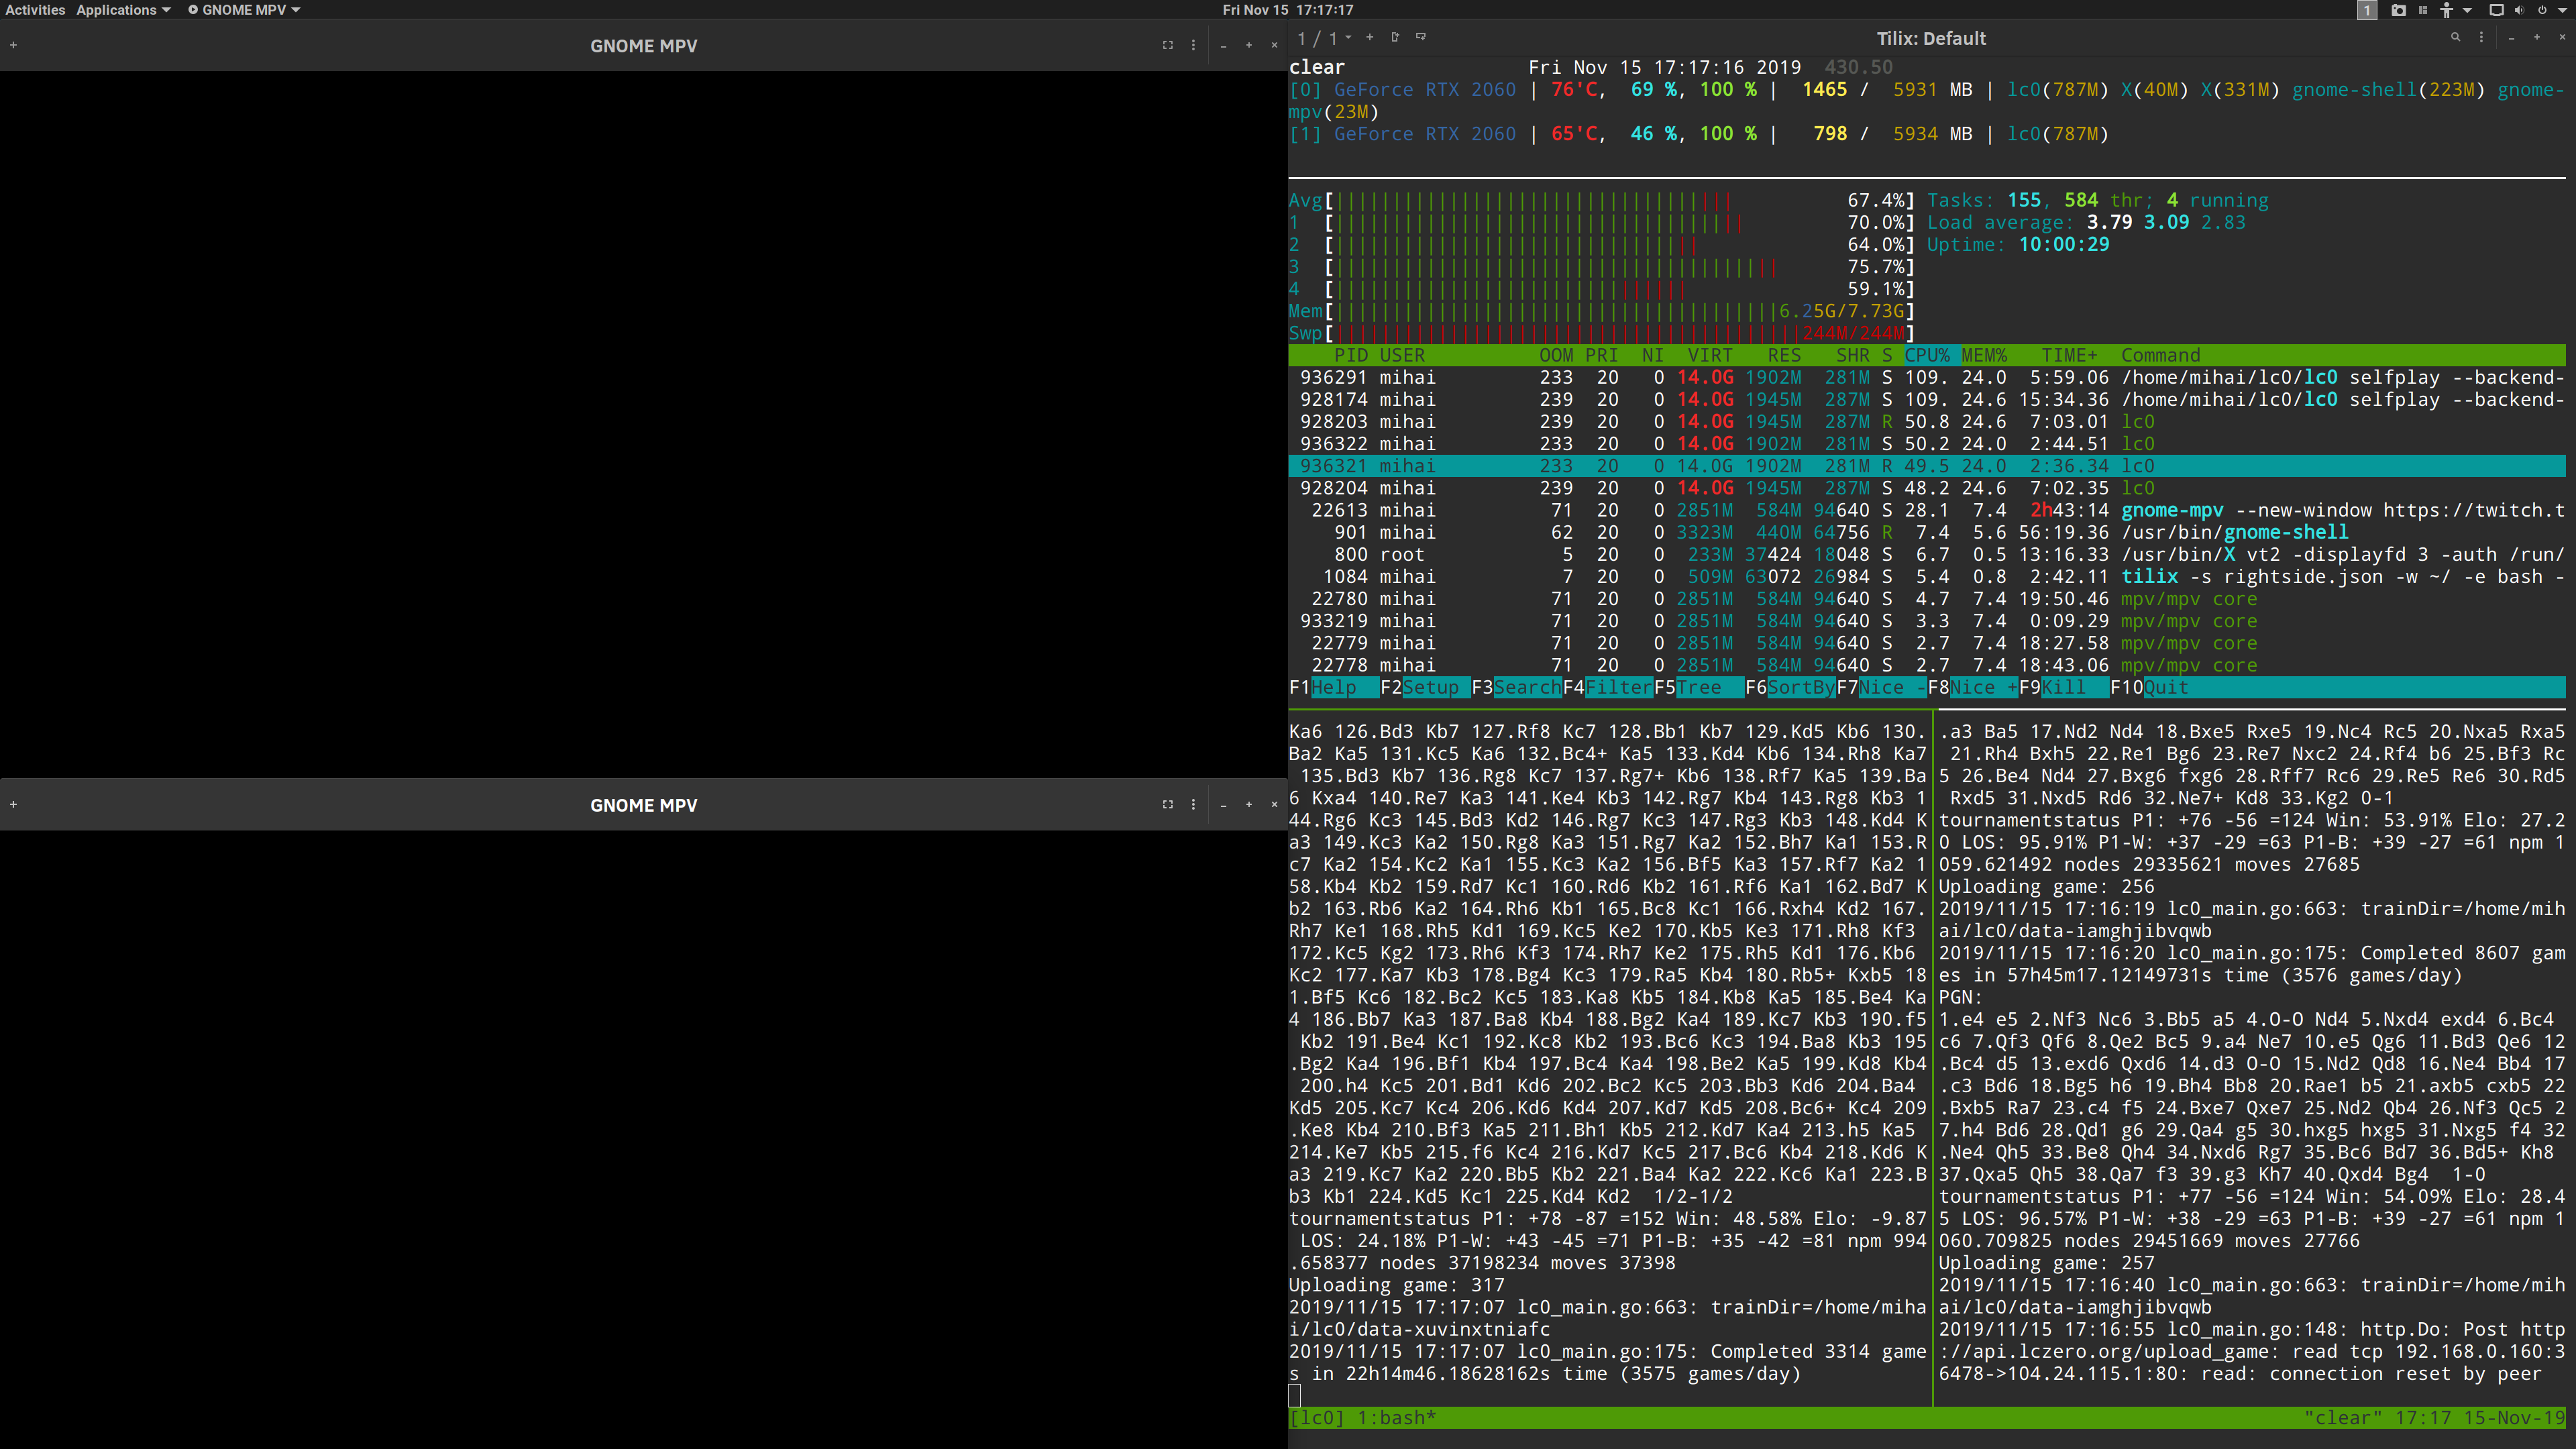 Activities Applications GNOME MPV Fri Nov 15 17:17:17 1
GNOME MPV
GNOME MPV
1 / 1 Tilix: Default
clear Fri Nov 15 17:17:16 2019 430.50
[0] GeForce RTX 2060 | 76'C, 69 %, 100 % | 1465 / 5931 MB | lc0(787M) X(40M) X(331M) gnome-shell(223M) gnome-
mpv(23M)
[1] GeForce RTX 2060 | 65'C, 46 %, 100 % | 798 / 5934 MB | lc0(787M)
Avg[ 67.4%] Tasks: 155, 584 thr; 4 running
1 [ 70.0%] Load average: 3.79 3.09 2.83
2 [ 64.0%] Uptime: 10:00:29
3 [ 75.7%]
4 [ 59.1%]
Mem[ 6.25G/7.73G]
Swp[ 244M/244M]
PID USER OOM PRI NI VIRT RES SHR S CPU% MEM% TIME+ Command
936291 mihai 233 20 0 14.0G 1902M 281M S 109. 24.0 5:59.06 /home/mihai/lc0/lc0 selfplay --backend-
928174 mihai 239 20 0 14.0G 1945M 287M S 109. 24.6 15:34.36 /home/mihai/lc0/lc0 selfplay --backend-
928203 mihai 239 20 0 14.0G 1945M 287M R 50.8 24.6 7:03.01 lc0
936322 mihai 233 20 0 14.0G 1902M 281M S 50.2 24.0 2:44.51 lc0
936321 mihai 233 20 0 14.0G 1902M 281M R 49.5 24.0 2:36.34 lc0
928204 mihai 239 20 0 14.0G 1945M 287M S 48.2 24.6 7:02.35 lc0
22613 mihai 71 20 0 2851M 584M 94640 S 28.1 7.4 2h43:14 gnome-mpv --new-window https://twitch.t
901 mihai 62 20 0 3323M 440M 64756 R 7.4 5.6 56:19.36 /usr/bin/gnome-shell
800 root 5 20 0 233M 37424 18048 S 6.7 0.5 13:16.33 /usr/bin/X vt2 -displayfd 3 -auth /run/
1084 mihai 7 20 0 509M 63072 26984 S 5.4 0.8 2:42.11 tilix -s rightside.json -w ~/ -e bash -
22780 mihai 71 20 0 2851M 584M 94640 S 4.7 7.4 19:50.46 mpv/mpv core
933219 mihai 71 20 0 2851M 584M 94640 S 3.3 7.4 0:09.29 mpv/mpv core
22779 mihai 71 20 0 2851M 584M 94640 S 2.7 7.4 18:27.58 mpv/mpv core
22778 mihai 71 20 0 2851M 584M 94640 S 2.7 7.4 18:43.06 mpv/mpv core
F1Help F2Setup F3SearchF4FilterF5Tree F6SortByF7Nice -F8Nice +F9Kill F10Quit
Ka6 126.Bd3 Kb7 127.Rf8 Kc7 128.Bb1 Kb7 129.Kd5 Kb6 130.
Ba2 Ka5 131.Kc5 Ka6 132.Bc4+ Ka5 133.Kd4 Kb6 134.Rh8 Ka7
135.Bd3 Kb7 136.Rg8 Kc7 137.Rg7+ Kb6 138.Rf7 Ka5 139.Ba
6 Kxa4 140.Re7 Ka3 141.Ke4 Kb3 142.Rg7 Kb4 143.Rg8 Kb3 1
44.Rg6 Kc3 145.Bd3 Kd2 146.Rg7 Kc3 147.Rg3 Kb3 148.Kd4 K
a3 149.Kc3 Ka2 150.Rg8 Ka3 151.Rg7 Ka2 152.Bh7 Ka1 153.R
c7 Ka2 154.Kc2 Ka1 155.Kc3 Ka2 156.Bf5 Ka3 157.Rf7 Ka2 1
58.Kb4 Kb2 159.Rd7 Kc1 160.Rd6 Kb2 161.Rf6 Ka1 162.Bd7 K
b2 163.Rb6 Ka2 164.Rh6 Kb1 165.Bc8 Kc1 166.Rxh4 Kd2 167.
Rh7 Ke1 168.Rh5 Kd1 169.Kc5 Ke2 170.Kb5 Ke3 171.Rh8 Kf3
172.Kc5 Kg2 173.Rh6 Kf3 174.Rh7 Ke2 175.Rh5 Kd1 176.Kb6
Kc2 177.Ka7 Kb3 178.Bg4 Kc3 179.Ra5 Kb4 180.Rb5+ Kxb5 18
1.Bf5 Kc6 182.Bc2 Kc5 183.Ka8 Kb5 184.Kb8 Ka5 185.Be4 Ka
4 186.Bb7 Ka3 187.Ba8 Kb4 188.Bg2 Ka4 189.Kc7 Kb3 190.f5
Kb2 191.Be4 Kc1 192.Kc8 Kb2 193.Bc6 Kc3 194.Ba8 Kb3 195
.Bg2 Ka4 196.Bf1 Kb4 197.Bc4 Ka4 198.Be2 Ka5 199.Kd8 Kb4
200.h4 Kc5 201.Bd1 Kd6 202.Bc2 Kc5 203.Bb3 Kd6 204.Ba4
Kd5 205.Kc7 Kc4 206.Kd6 Kd4 207.Kd7 Kd5 208.Bc6+ Kc4 209
.Ke8 Kb4 210.Bf3 Ka5 211.Bh1 Kb5 212.Kd7 Ka4 213.h5 Ka5
214.Ke7 Kb5 215.f6 Kc4 216.Kd7 Kc5 217.Bc6 Kb4 218.Kd6 K
a3 219.Kc7 Ka2 220.Bb5 Kb2 221.Ba4 Ka2 222.Kc6 Ka1 223.B
b3 Kb1 224.Kd5 Kc1 225.Kd4 Kd2 1/2-1/2
tournamentstatus P1: +78 -87 =152 Win: 48.58% Elo: -9.87
LOS: 24.18% P1-W: +43 -45 =71 P1-B: +35 -42 =81 npm 994
.658377 nodes 37198234 moves 37398
Uploading game: 317
2019/11/15 17:17:07 lc0_main.go:663: trainDir=/home/miha
i/lc0/data-xuvinxtniafc
2019/11/15 17:17:07 lc0_main.go:175: Completed 3314 game
s in 22h14m46.18628162s time (3575 games/day)
.a3 Ba5 17.Nd2 Nd4 18.Bxe5 Rxe5 19.Nc4 Rc5 20.Nxa5 Rxa5
21.Rh4 Bxh5 22.Re1 Bg6 23.Re7 Nxc2 24.Rf4 b6 25.Bf3 Rc
5 26.Be4 Nd4 27.Bxg6 fxg6 28.Rff7 Rc6 29.Re5 Re6 30.Rd5
Rxd5 31.Nxd5 Rd6 32.Ne7+ Kd8 33.Kg2 0-1
tournamentstatus P1: +76 -56 =124 Win: 53.91% Elo: 27.2
0 LOS: 95.91% P1-W: +37 -29 =63 P1-B: +39 -27 =61 npm 1
059.621492 nodes 29335621 moves 27685
Uploading game: 256
2019/11/15 17:16:19 lc0_main.go:663: trainDir=/home/mih
ai/lc0/data-iamghjibvqwb
2019/11/15 17:16:20 lc0_main.go:175: Completed 8607 gam
es in 57h45m17.12149731s time (3576 games/day)
PGN:
1.e4 e5 2.Nf3 Nc6 3.Bb5 a5 4.O-O Nd4 5.Nxd4 exd4 6.Bc4
c6 7.Qf3 Qf6 8.Qe2 Bc5 9.a4 Ne7 10.e5 Qg6 11.Bd3 Qe6 12
.Bc4 d5 13.exd6 Qxd6 14.d3 O-O 15.Nd2 Qd8 16.Ne4 Bb4 17
.c3 Bd6 18.Bg5 h6 19.Bh4 Bb8 20.Rae1 b5 21.axb5 cxb5 22
.Bxb5 Ra7 23.c4 f5 24.Bxe7 Qxe7 25.Nd2 Qb4 26.Nf3 Qc5 2
7.h4 Bd6 28.Qd1 g6 29.Qa4 g5 30.hxg5 hxg5 31.Nxg5 f4 32
.Ne4 Qh5 33.Be8 Qh4 34.Nxd6 Rg7 35.Bc6 Bd7 36.Bd5+ Kh8
37.Qxa5 Qh5 38.Qa7 f3 39.g3 Kh7 40.Qxd4 Bg4 1-0
tournamentstatus P1: +77 -56 =124 Win: 54.09% Elo: 28.4
5 LOS: 96.57% P1-W: +38 -29 =63 P1-B: +39 -27 =61 npm 1
060.709825 nodes 29451669 moves 27766
Uploading game: 257
2019/11/15 17:16:40 lc0_main.go:663: trainDir=/home/mih
ai/lc0/data-iamghjibvqwb
2019/11/15 17:16:55 lc0_main.go:148: http.Do: Post http
://api.lczero.org/upload_game: read tcp 192.168.0.160:3
6478->104.24.115.1:80: read: connection reset by peer
[lc0] 1:bash* "clear" 17:17 15-Nov-19